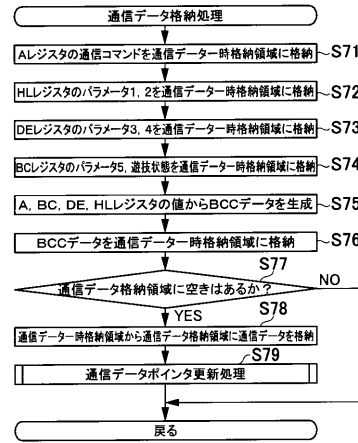 通信データ格納処理
Aレジスタの通信コマンドを通信データ一時格納領域に格納
S71
HLレジスタのパラメータ1, 2を通信データ一時格納領域に格納
S72
DEレジスタのパラメータ3, 4を通信データ一時格納領域に格納
S73
BCレジスタのパラメータ5, 遊技状態を通信データ一時格納領域に格納
S74
A, BC, DE, HLレジスタの値からBCCデータを生成
S75
BCCデータを通信データ一時格納領域に格納
S76
S77
通信データ格納領域に空きはあるか?
NO
YES
S78
通信データ一時格納領域から通信データ格納領域に通信データを格納
S79
通信データポインタ更新処理
戻る